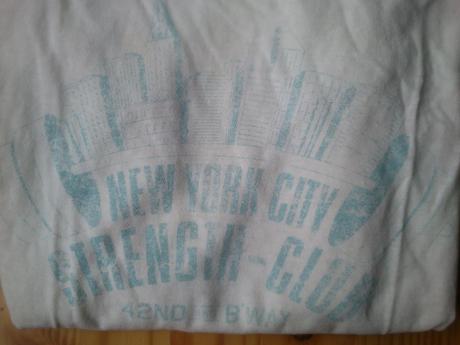 NEW YORK CITY
STRENGTH-CLUB
42ND B'WAY